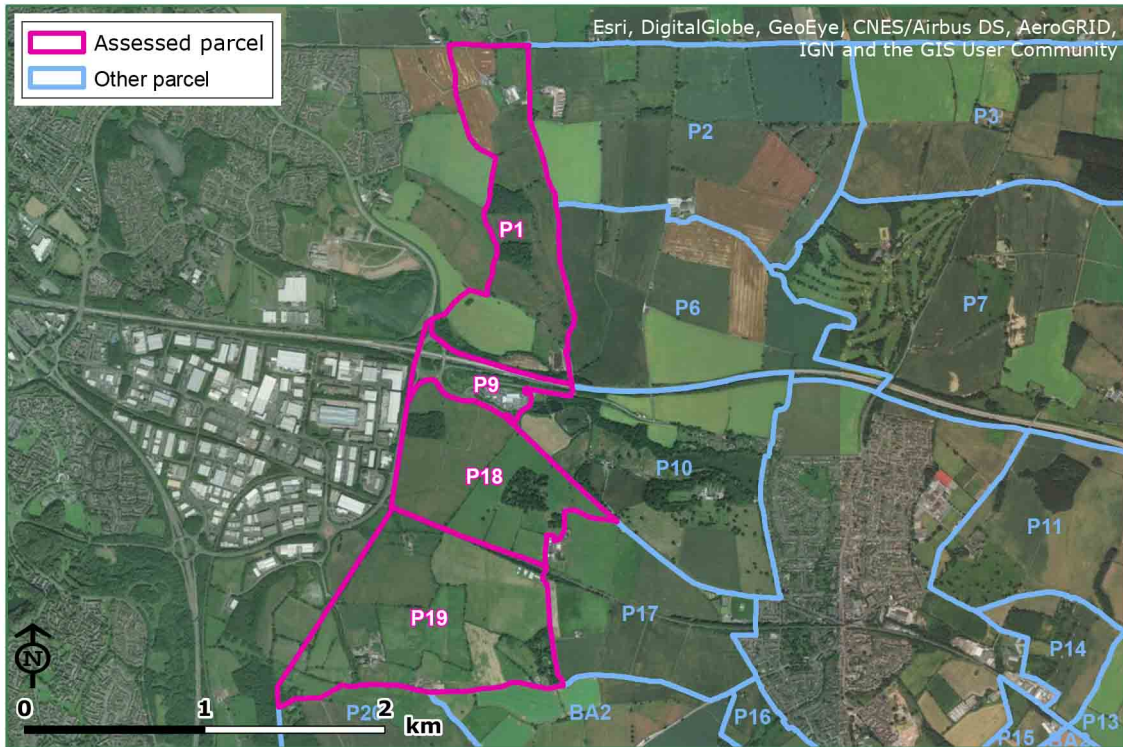 Assessed parcel
Other parcel
Esri, DigitalGlobe, GeoEye, CNES/Airbus DS, AeroGRID,
IGN and the GIS User Community
P2
P3
P1
P6
P7
P9
P18
P10
P11
P19
P17
P14
P20
BA2
P16
P15
P13
N
0 1 2
km